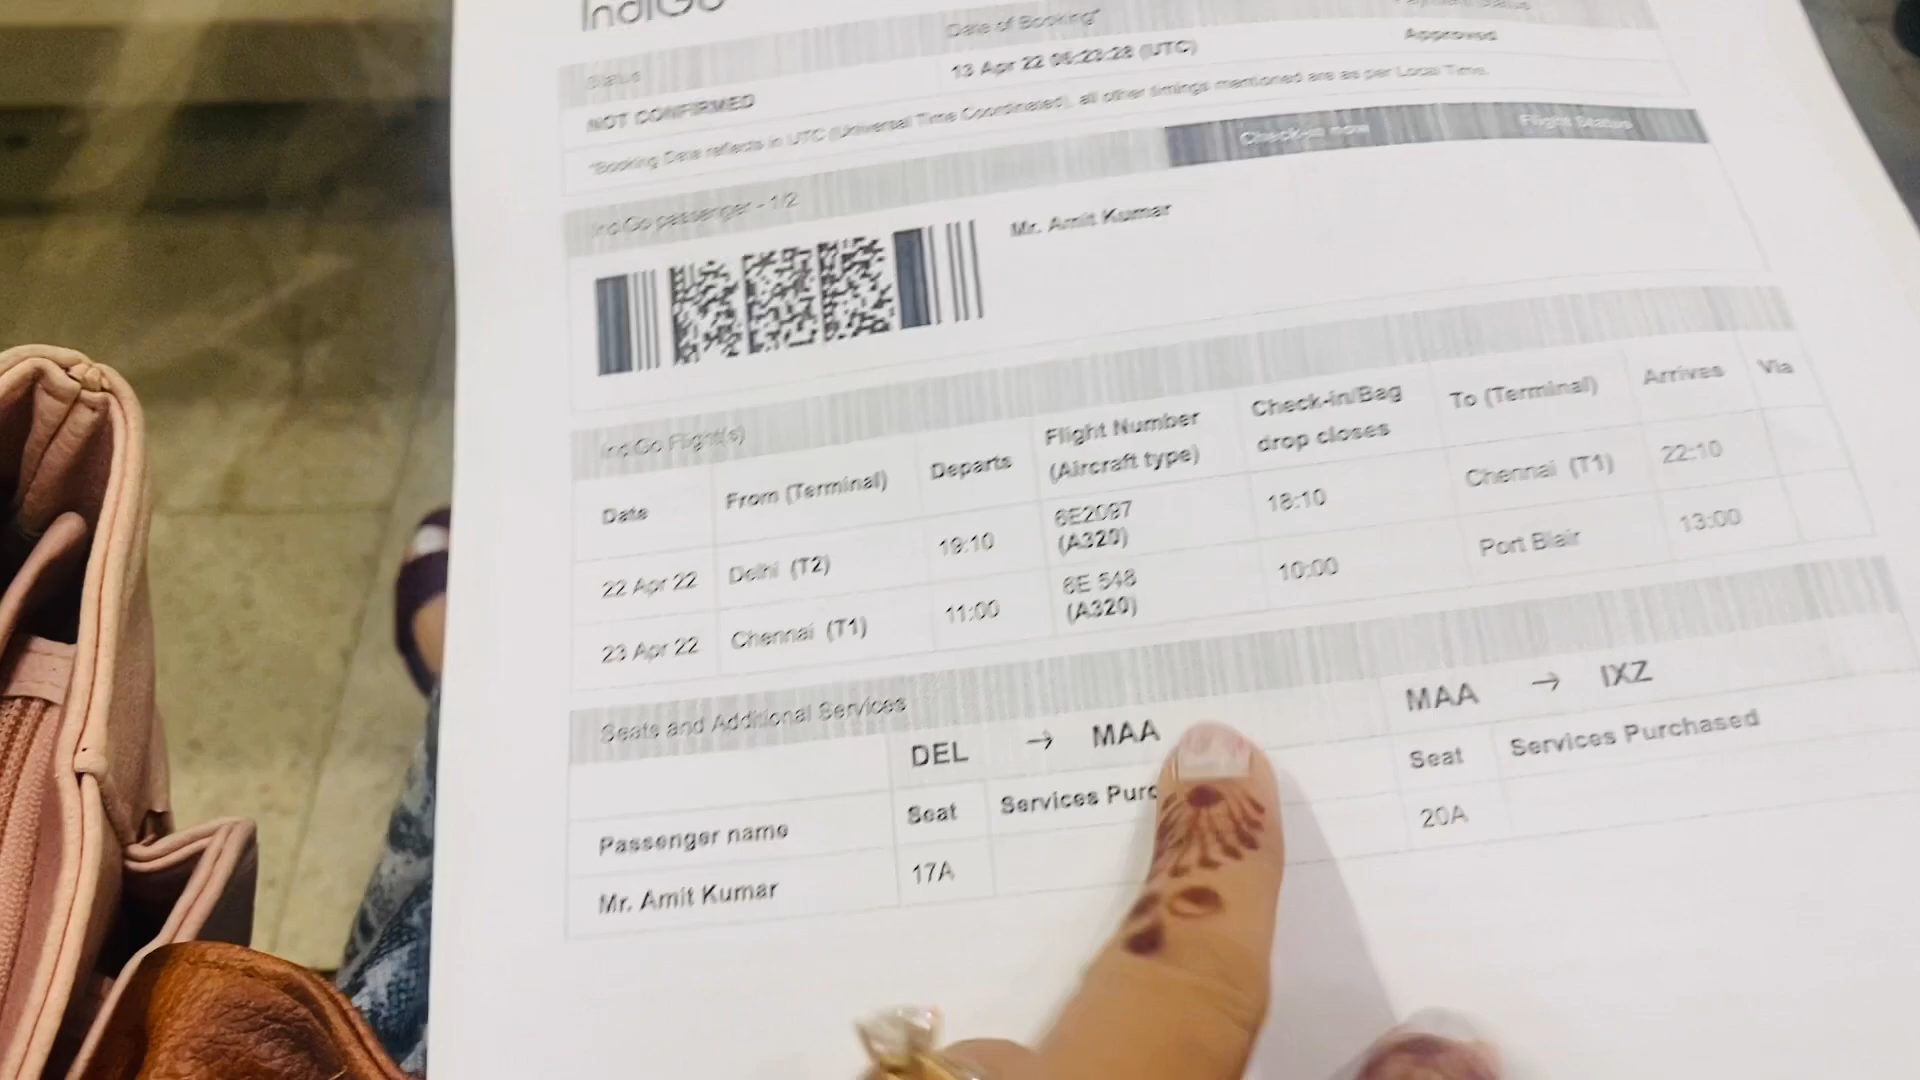 IndiGo
Status Date of Booking* Payment Status
NOT CONFIRMED 13 Apr 22 06:23:28 (UTC) Approved
*Booking Date reflects in UTC (Universal Time Coordinated), all other timings mentioned are as per Local Time.
IndiGo passenger - 1/2 Check-in now Flight Status
Mr. Amit Kumar
IndiGo Flight(s)
Date From (Terminal) Departs Flight Number (Aircraft type) Check-in/Bag drop closes To (Terminal) Arrives Via
22 Apr 22 Delhi (T2) 19:10 6E2097 (A320) 18:10 Chennai (T1) 22:10
23 Apr 22 Chennai (T1) 11:00 6E 548 (A320) 10:00 Port Blair 13:00
Seats and Additional Services
DEL → MAA MAA → IXZ
Passenger name Seat Services Purc Seat Services Purchased
Mr. Amit Kumar 17A 20A